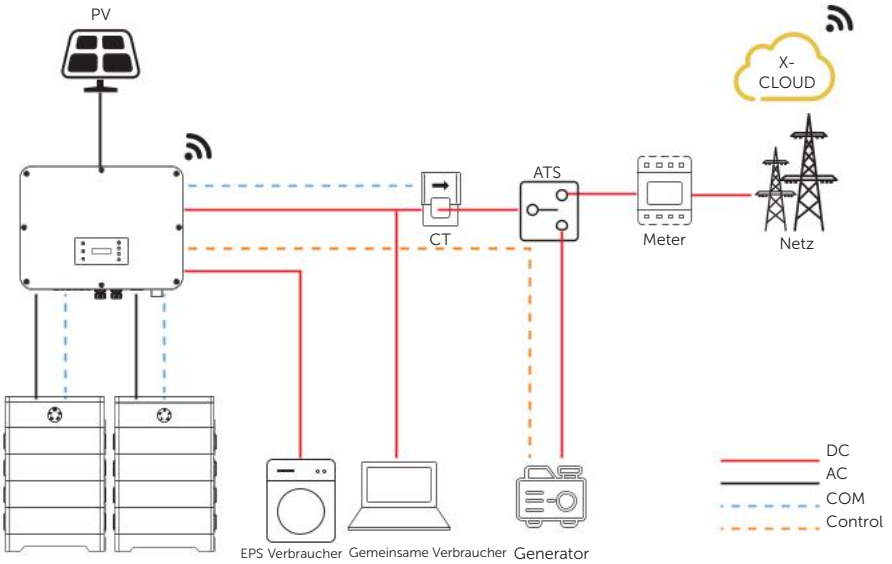 PV
X-
CLOUD
ATS
CT
Meter
Netz
DC
AC
COM
Control
EPS Verbraucher
Gemeinsame Verbraucher
Generator